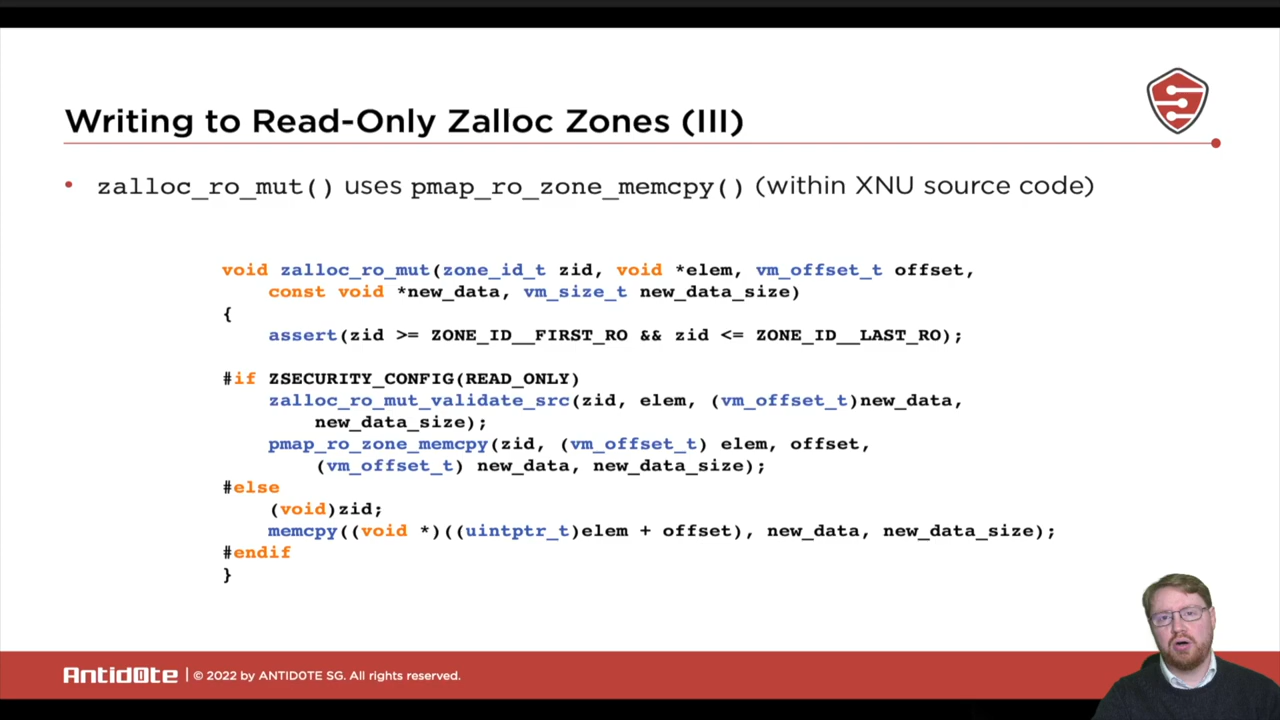 Writing to Read-Only Zalloc Zones (III)
• zalloc_ro_mut() uses pmap_ro_zone_memcpy() (within XNU source code)
void zalloc_ro_mut(zone_id_t zid, void *elem, vm_offset_t offset,
    const void *new_data, vm_size_t new_data_size)
{
    assert(zid >= ZONE_ID__FIRST_RO && zid <= ZONE_ID__LAST_RO);
#if ZSECURITY_CONFIG(READ_ONLY)
    zalloc_ro_mut_validate_src(zid, elem, (vm_offset_t)new_data,
        new_data_size);
    pmap_ro_zone_memcpy(zid, (vm_offset_t) elem, offset,
        (vm_offset_t) new_data, new_data_size);
#else
    (void)zid;
    memcpy((void *)((uintptr_t)elem + offset), new_data, new_data_size);
#endif
}
Antid0te | © 2022 by ANTID0TE SG. All rights reserved.